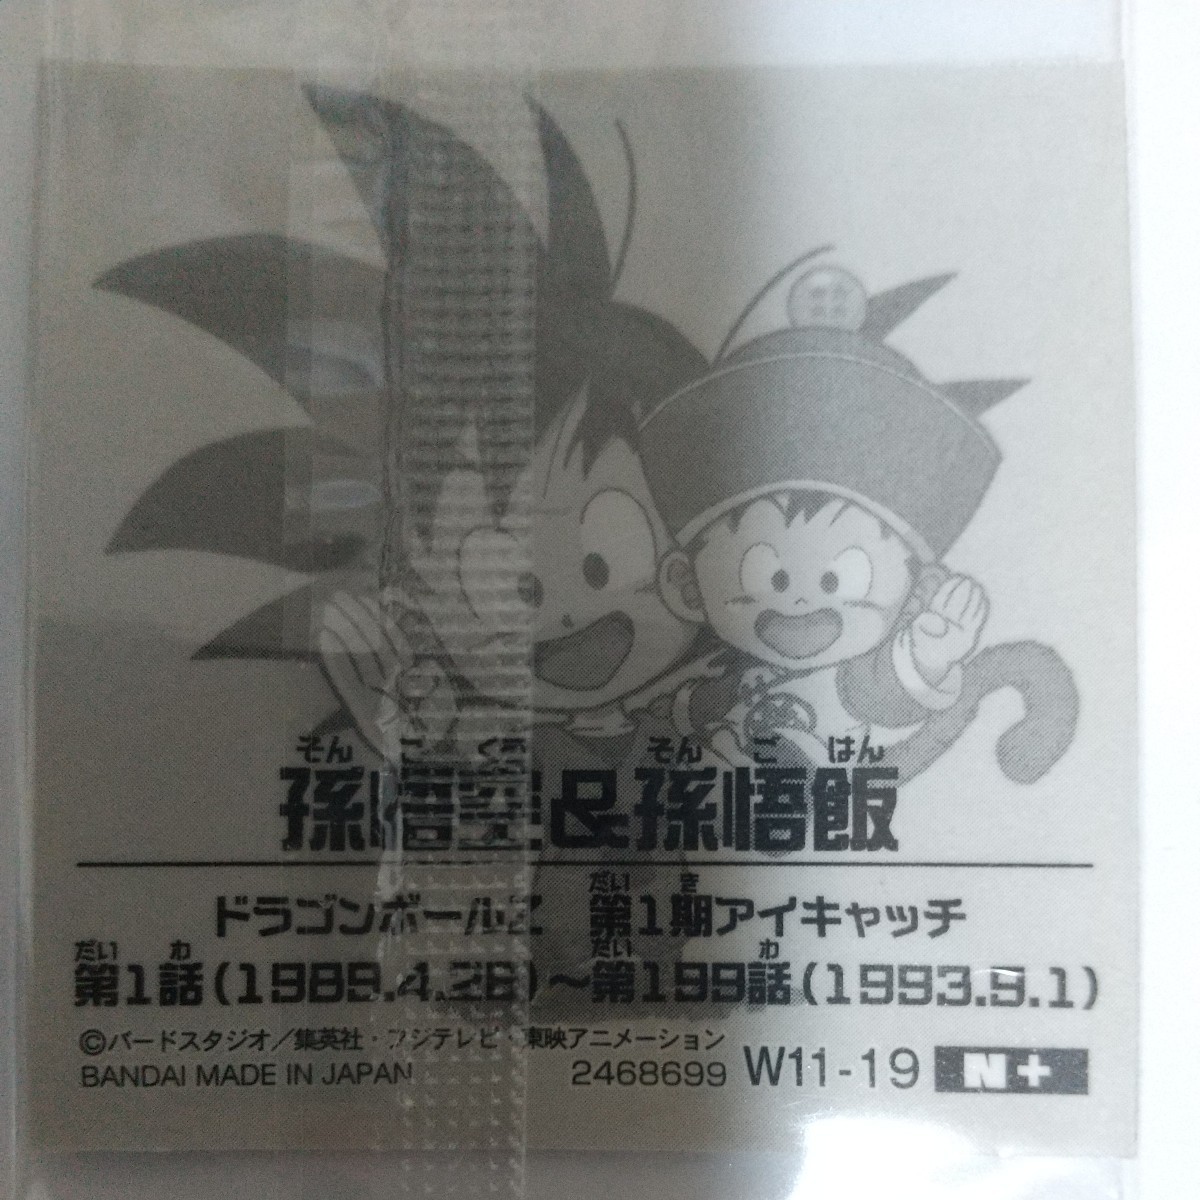 そん ご くう そん ご はん
孫悟空&孫悟飯
だい き
ドラゴンボールZ 第1期アイキャッチ
だい わ だい わ
第1話(1989.4.26)~第199話(1993.9.1)
©バードスタジオ/集英社・フジテレビ・東映アニメーション
BANDAI MADE IN JAPAN 2468699 W11-19 N+